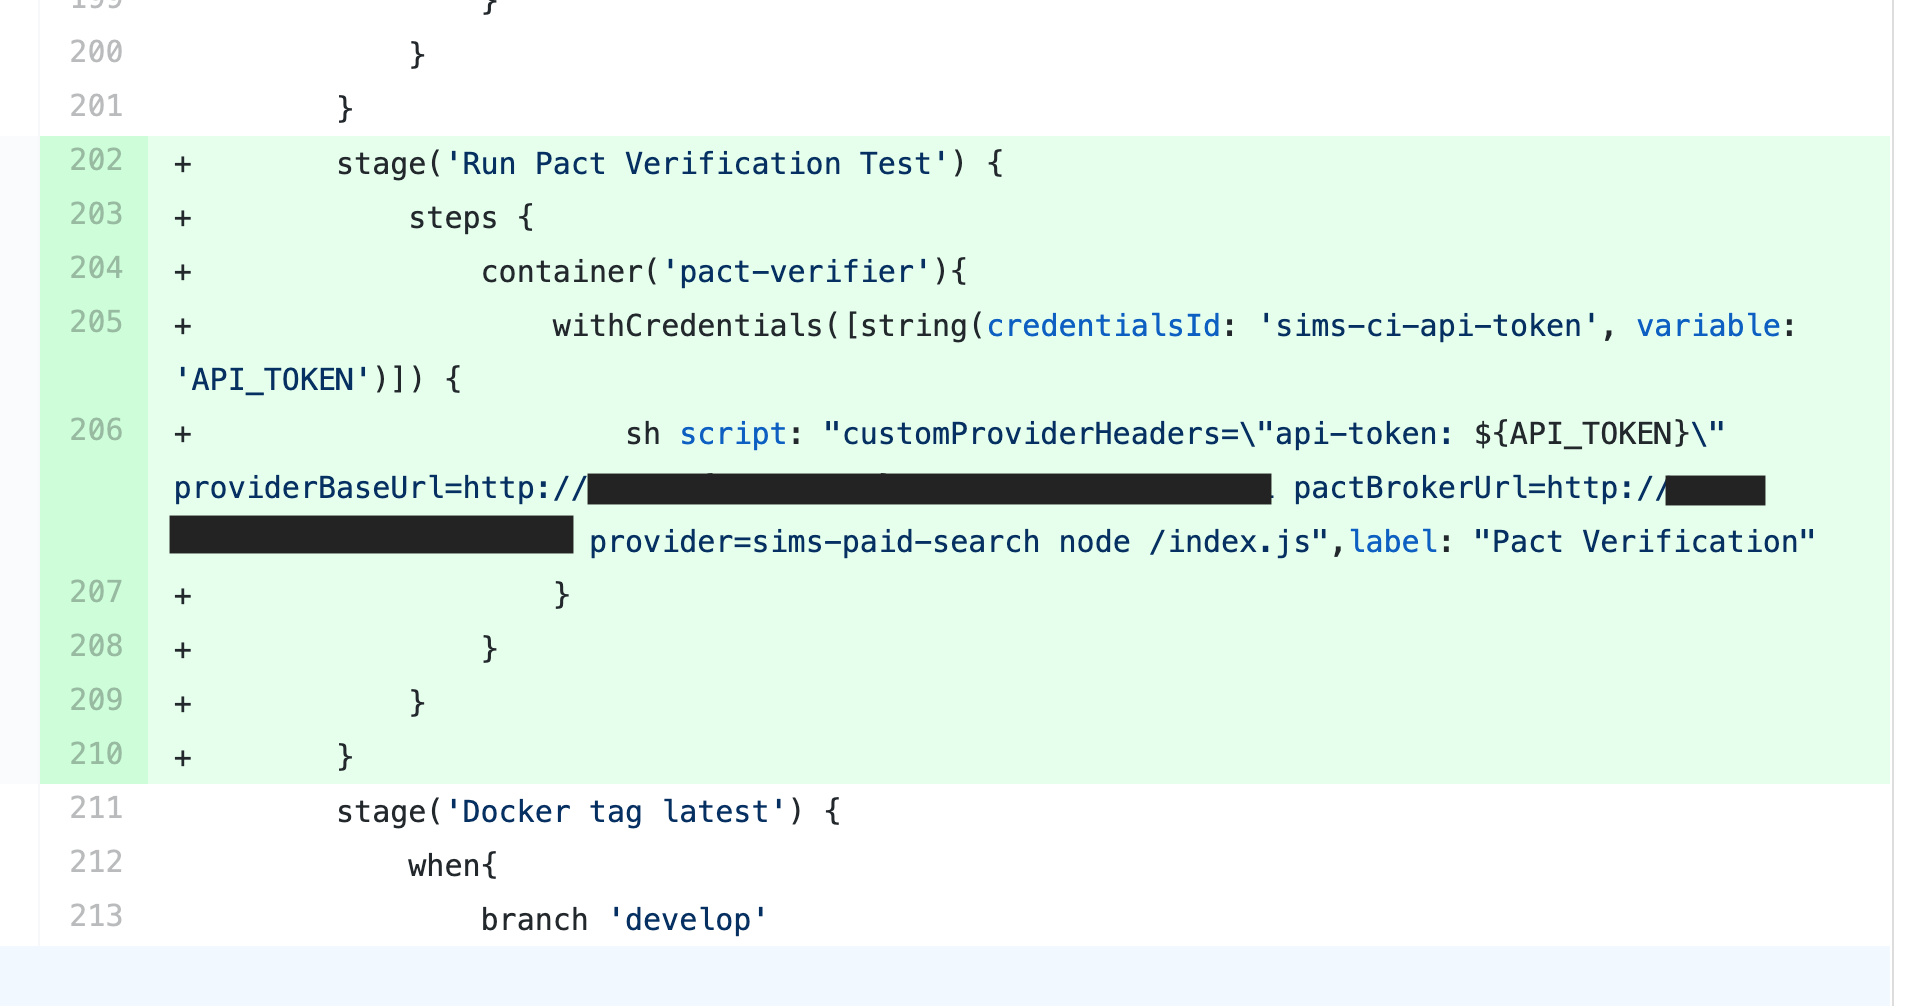 199 }
200 }
201 }
202 + stage('Run Pact Verification Test') {
203 + steps {
204 + container('pact-verifier'){
205 + withCredentials([string(credentialsId: 'sims-ci-api-token', variable:
'API_TOKEN')]) {
206 + sh script: "customProviderHeaders=\"api-token: ${API_TOKEN}\"
providerBaseUrl=http:// pactBrokerUrl=http://
provider=sims-paid-search node /index.js",label: "Pact Verification"
207 + }
208 + }
209 + }
210 + }
211 stage('Docker tag latest') {
212 when{
213 branch 'develop'